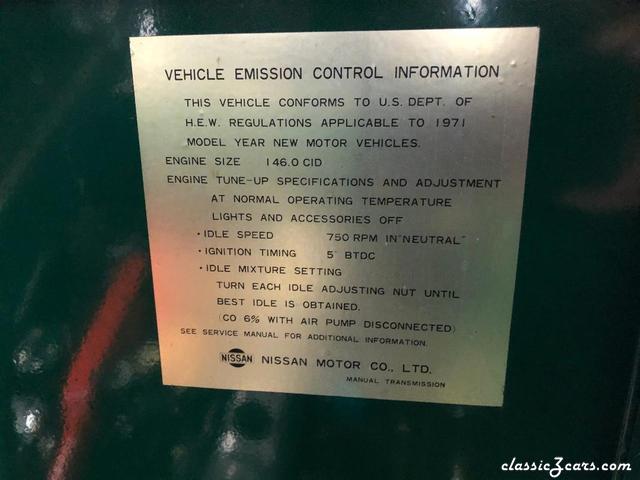 VEHICLE EMISSION CONTROL INFORMATION
THIS VEHICLE CONFORMS TO U.S. DEPT. OF
H.E.W. REGULATIONS APPLICABLE TO 1971
MODEL YEAR NEW MOTOR VEHICLES.
ENGINE SIZE 146.0 CID
ENGINE TUNE-UP SPECIFICATIONS AND ADJUSTMENT
AT NORMAL OPERATING TEMPERATURE
LIGHTS AND ACCESSORIES OFF
• IDLE SPEED 750 RPM IN "NEUTRAL"
• IGNITION TIMING 5° BTDC
• IDLE MIXTURE SETTING
TURN EACH IDLE ADJUSTING NUT UNTIL
BEST IDLE IS OBTAINED.
(CO 6% WITH AIR PUMP DISCONNECTED)
SEE SERVICE MANUAL FOR ADDITIONAL INFORMATION.
NISSAN NISSAN MOTOR CO., LTD.
MANUAL TRANSMISSION
classicZcars.com